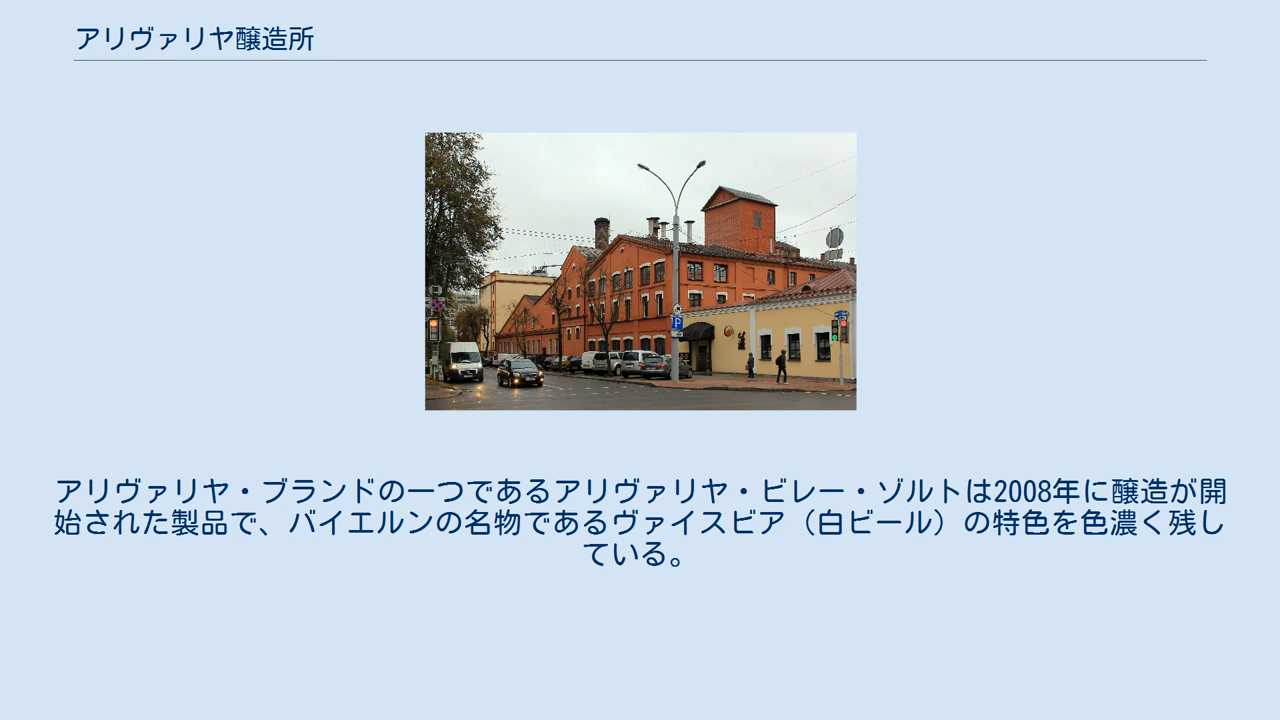 アリヴァリヤ醸造所
P
アリヴァリヤ・ブランドの一つであるアリヴァリヤ・ビレー・ゾルトは2008年に醸造が開
始された製品で、バイエルンの名物であるヴァイスビア（白ビール）の特色を色濃く残し
ている。